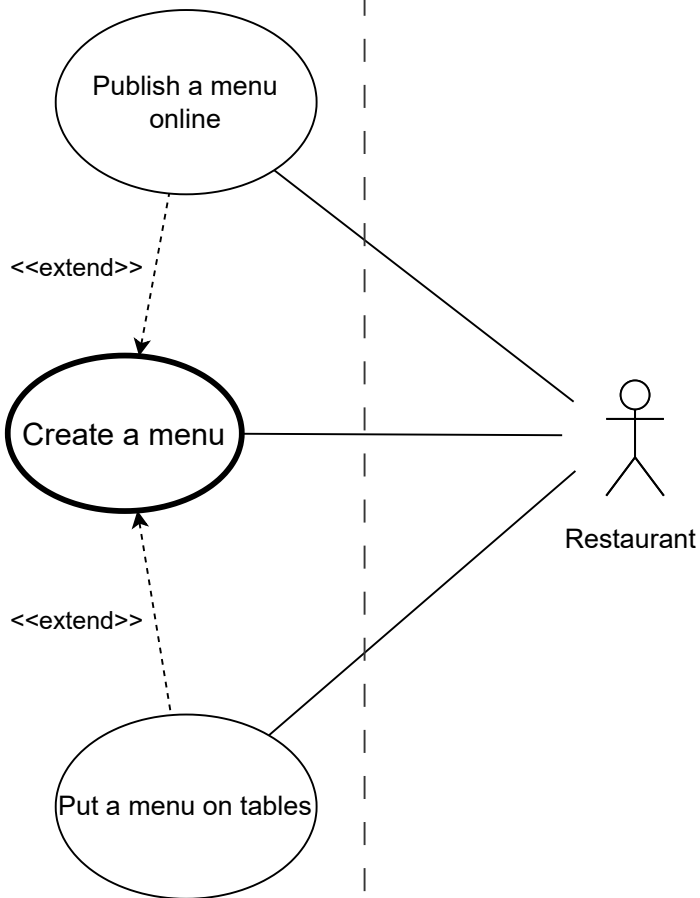 Publish a menu
online
<<extend>>
Create a menu
Restaurant
<<extend>>
Put a menu on tables